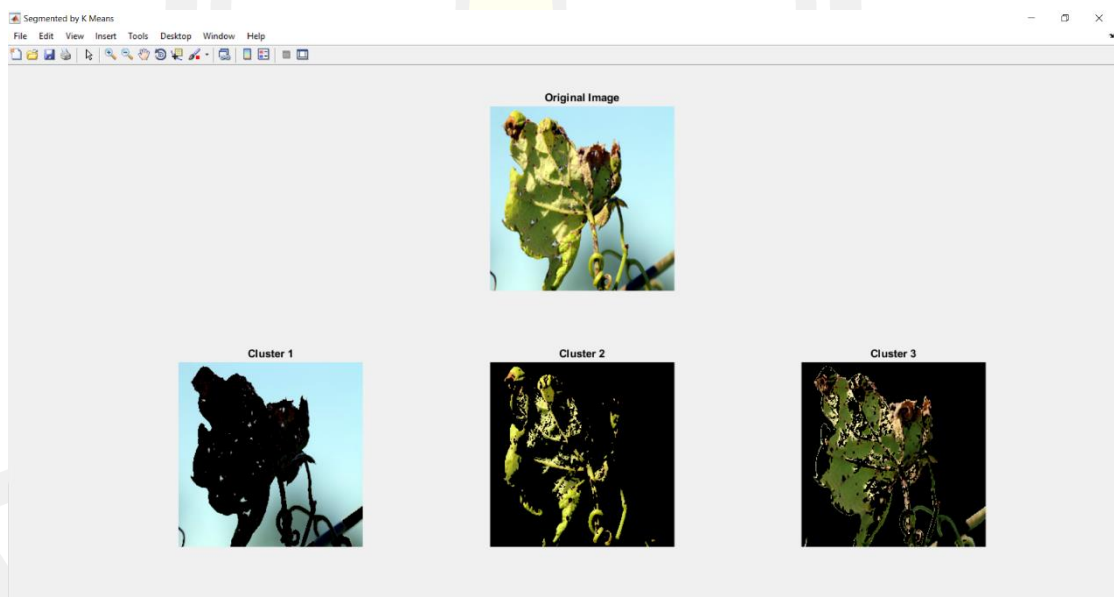 Segmented by K Means
File Edit View Insert Tools Desktop Window Help
Original Image
Cluster 1 Cluster 2 Cluster 3